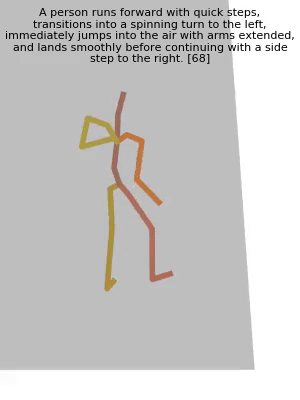 A person runs forward with quick steps,
transitions into a spinning turn to the left,
immediately jumps into the air with arms extended,
and lands smoothly before continuing with a side
step to the right. [68]